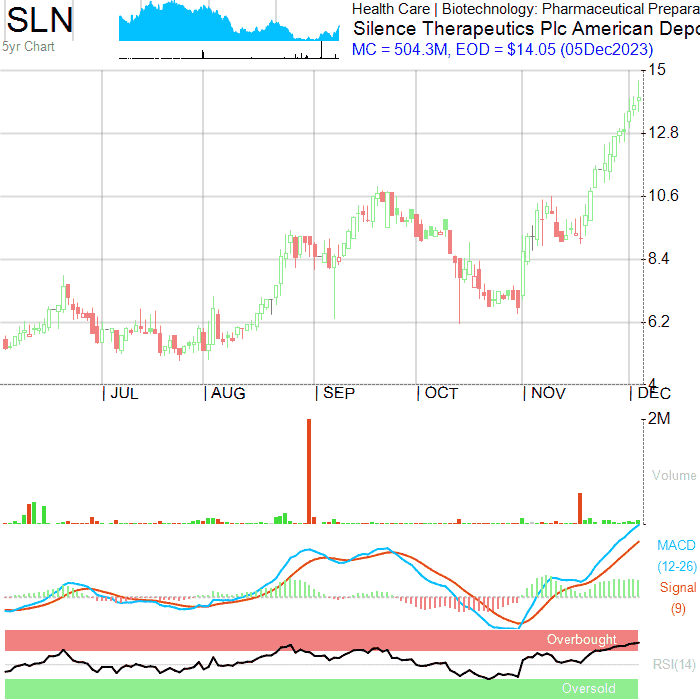 SLN
5yr Chart
Health Care | Biotechnology: Pharmaceutical Prepara
Silence Therapeutics Plc American Depo
MC = 504.3M, EOD = $14.05 (05Dec2023)
15
12.8
10.6
8.4
6.2
4
| JUL | AUG | SEP | OCT | NOV | DEC
2M
Volume
MACD
(12-26)
Signal
(9)
Overbought
RSI(14)
Oversold